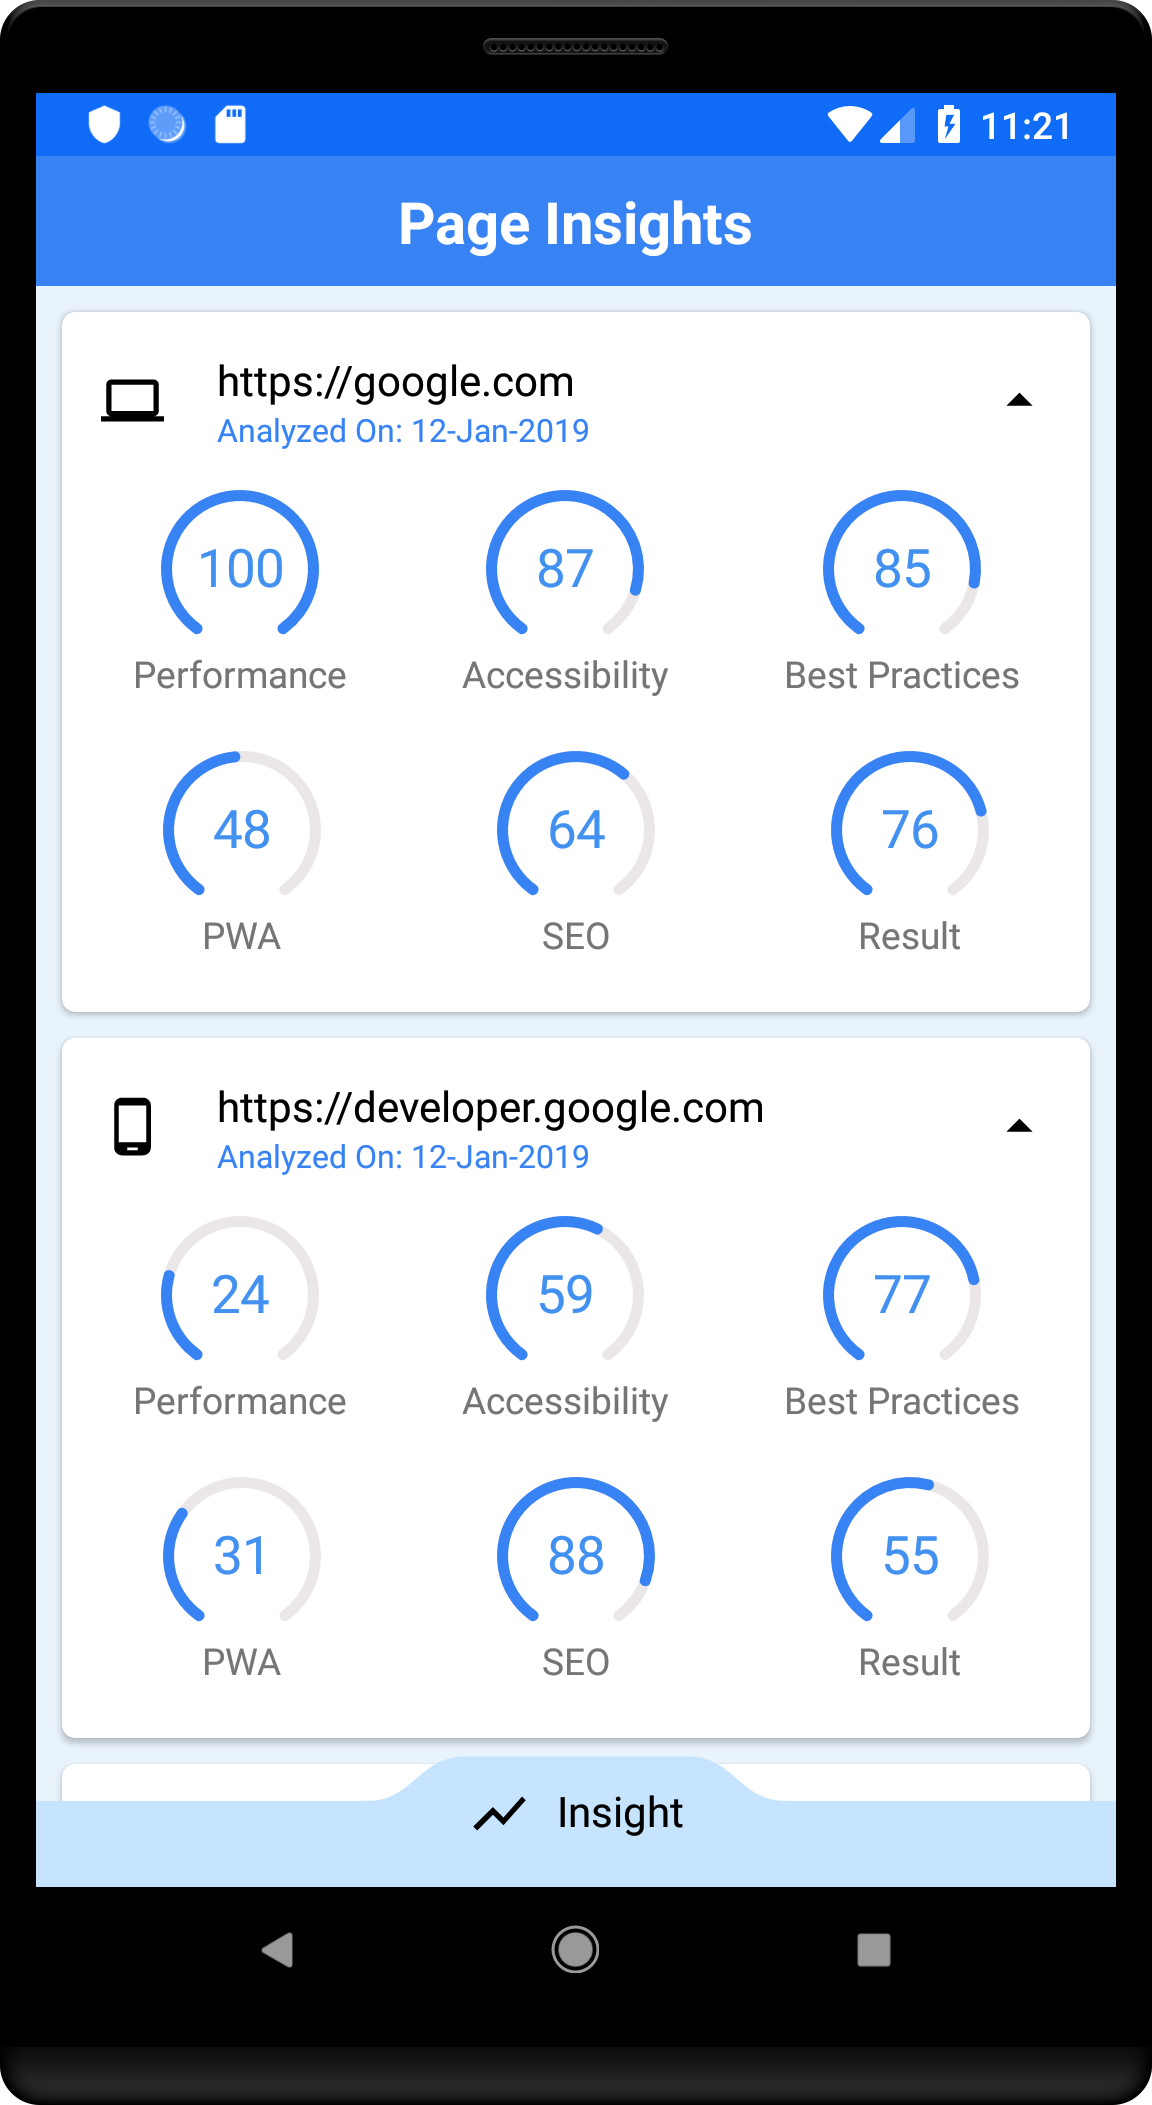 11:21
Page Insights
https://google.com
Analyzed On: 12-Jan-2019
100 87 85
Performance Accessibility Best Practices
48 64 76
PWA SEO Result
https://developer.google.com
Analyzed On: 12-Jan-2019
24 59 77
Performance Accessibility Best Practices
31 88 55
PWA SEO Result
Insight